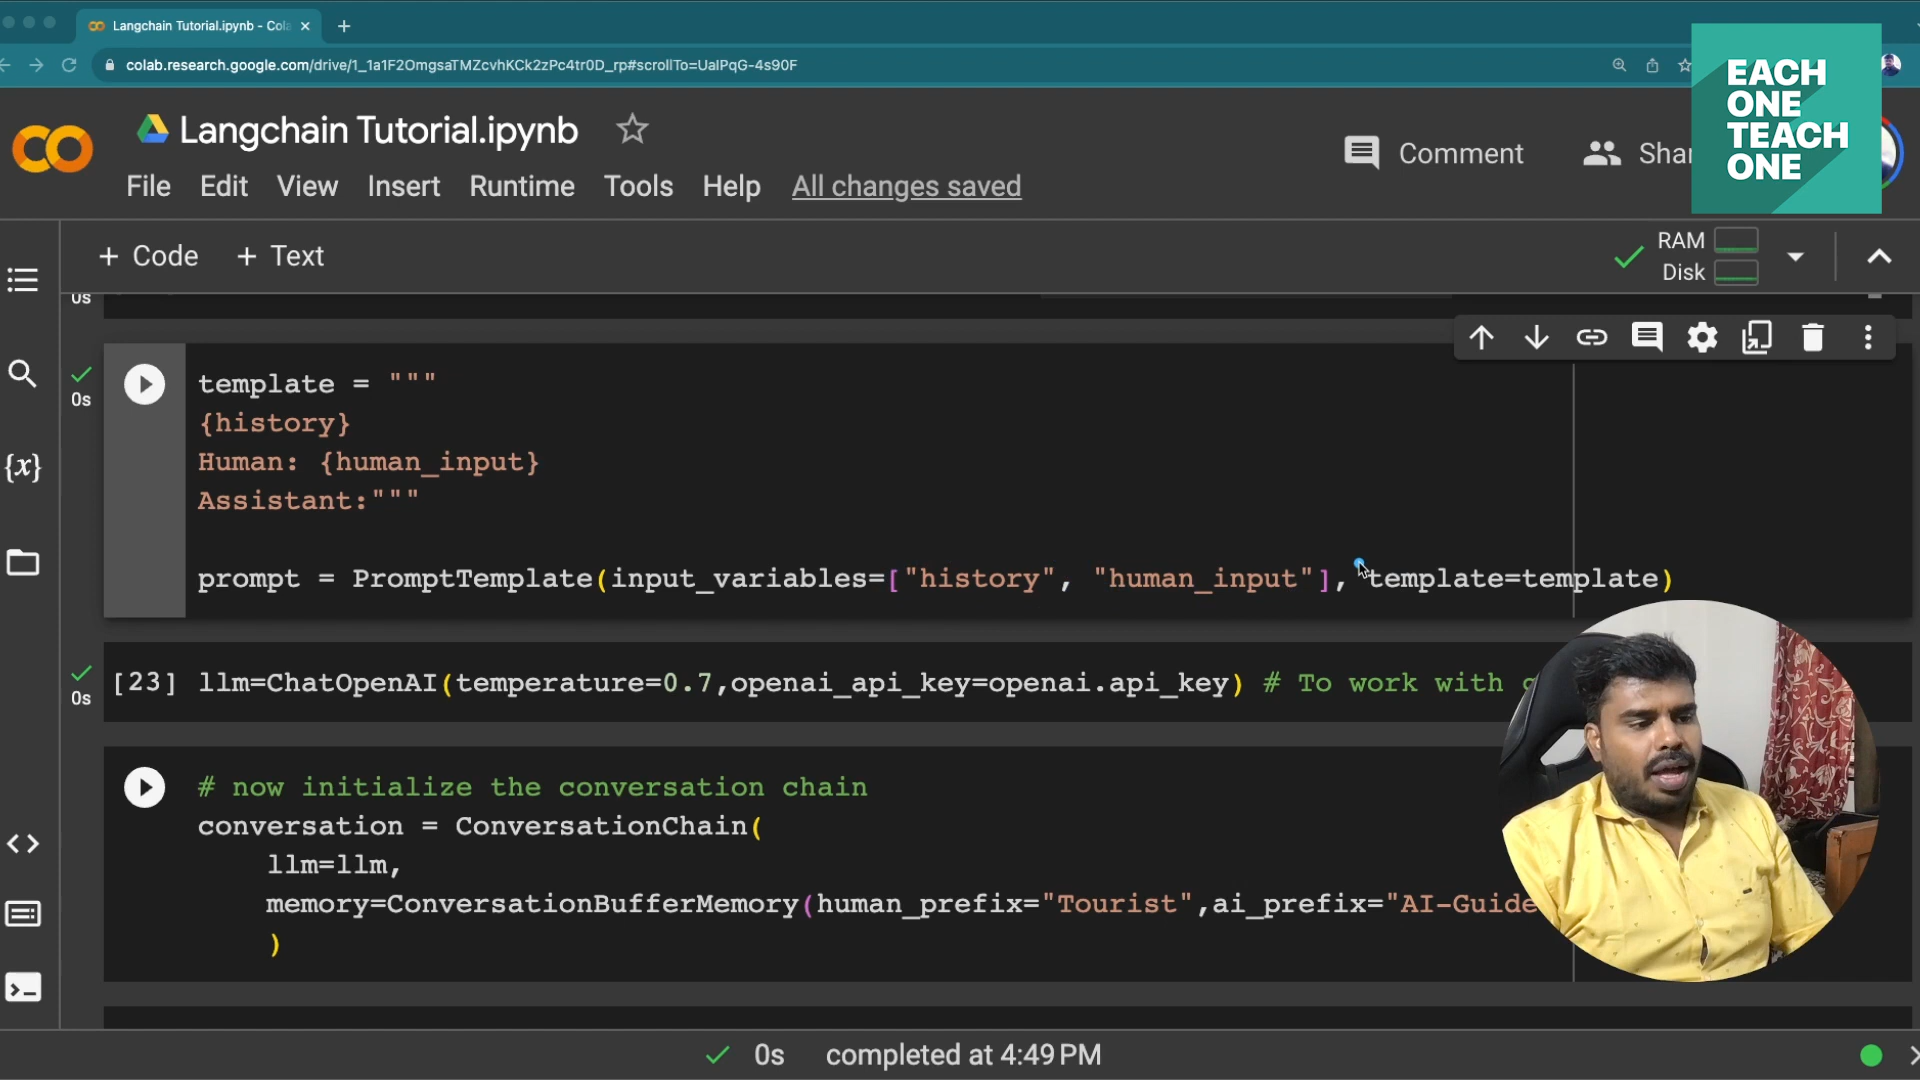 Langchain Tutorial.ipynb - Cola
colab.research.google.com/drive/1_1a1F2OmgsaTMZcvhKCk2zPc4tr0D_rp#scrollTo=UaIPqG-4s90F
EACH
ONE
TEACH
ONE
Langchain Tutorial.ipynb
Comment
Shar
File Edit View Insert Runtime Tools Help All changes saved
+ Code + Text
RAM
Disk
0s
template = """
0s
{history}
Human: {human_input}
Assistant:"""
prompt = PromptTemplate(input_variables=["history", "human_input"], template=template)
[23] llm=ChatOpenAI(temperature=0.7,openai_api_key=openai.api_key) # To work with
0s
# now initialize the conversation chain
conversation = ConversationChain(
llm=llm,
memory=ConversationBufferMemory(human_prefix="Tourist",ai_prefix="AI-Guide
)
0s completed at 4:49 PM